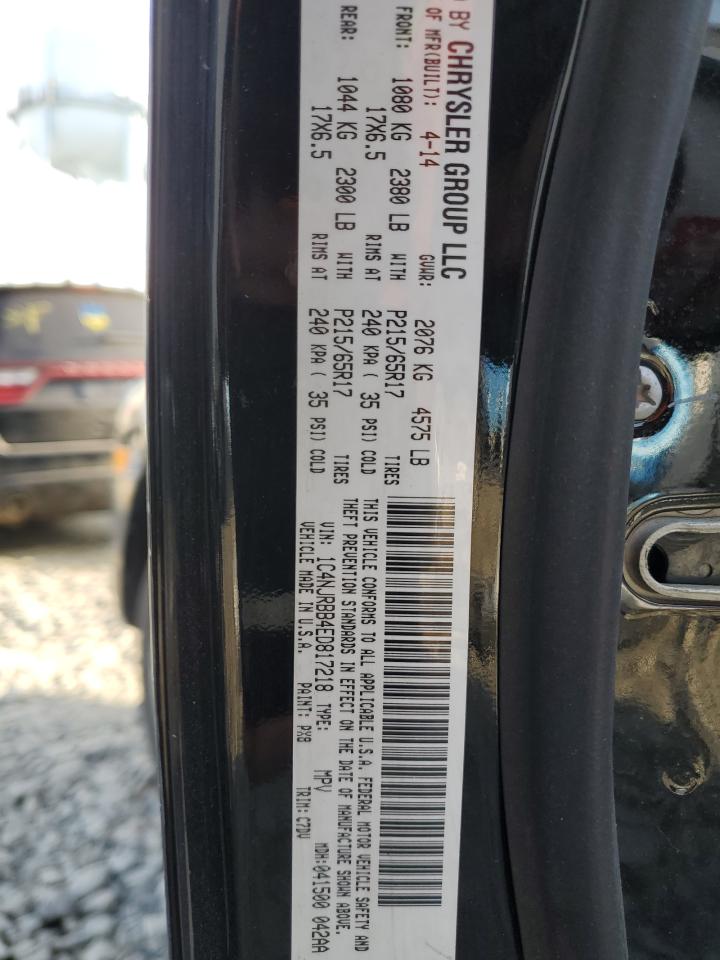 BY CHRYSLER GROUP LLC
OF MFR(BUILT): 4-14 GVWR: 2076 KG 4575 LB
FRONT: 1080 KG 2380 LB WITH P215/65R17 TIRES
17X6.5 RIMS AT 240 KPA ( 35 PSI) COLD
REAR: 1044 KG 2300 LB WITH P215/65R17 TIRES
17X6.5 RIMS AT 240 KPA ( 35 PSI) COLD
THIS VEHICLE CONFORMS TO ALL APPLICABLE U.S.A. FEDERAL MOTOR VEHICLE SAFETY AND
THEFT PREVENTION STANDARDS IN EFFECT ON THE DATE OF MANUFACTURE SHOWN ABOVE.
VIN: 1C4NJRBB4ED817218 TYPE: MPV MDH:041500 042AA
VEHICLE MADE IN U.S.A. PAINT: PX8 TRIM: C7DV